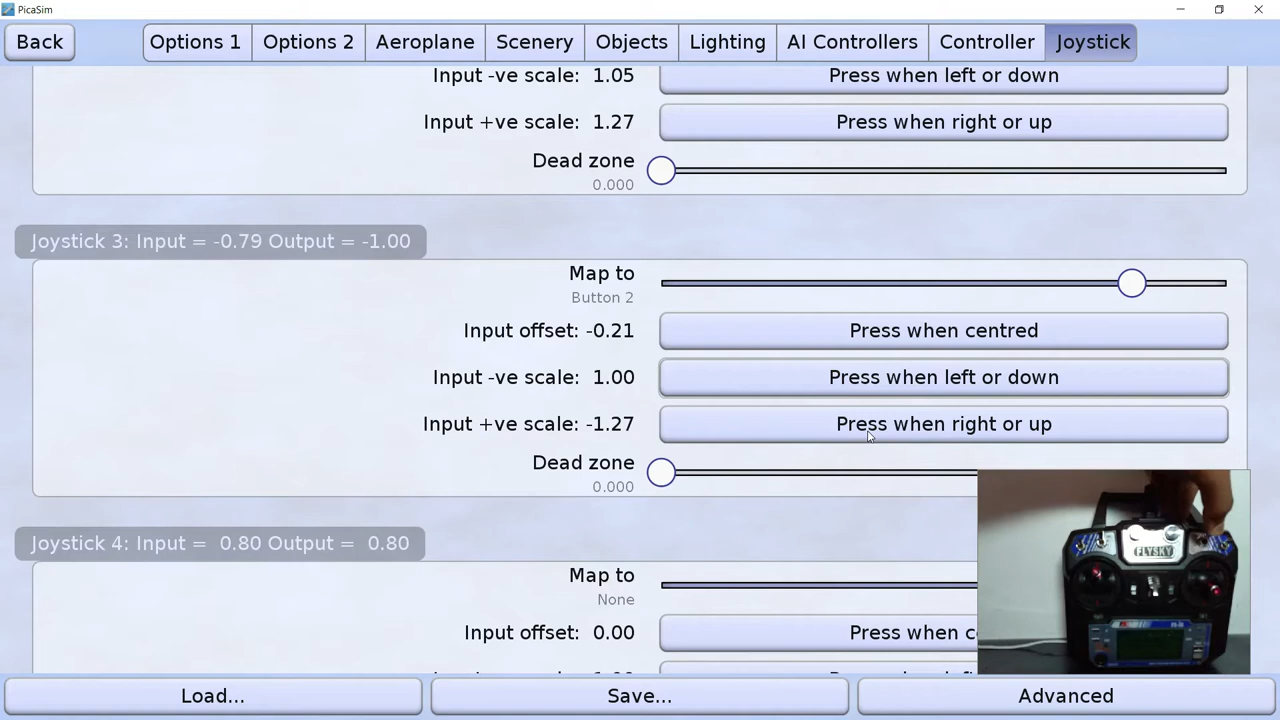 PicaSim
Back
Options 1
Options 2
Aeroplane
Scenery
Objects
Lighting
AI Controllers
Controller
Joystick
Input -ve scale: 1.05
Press when left or down
Input +ve scale: 1.27
Press when right or up
Dead zone
0.000
Joystick 3: Input = -0.79 Output = -1.00
Map to
Button 2
Input offset: -0.21
Press when centred
Input -ve scale: 1.00
Press when left or down
Input +ve scale: -1.27
Press when right or up
Dead zone
0.000
FLYSKY
Joystick 4: Input = 0.80 Output = 0.80
Map to
None
Input offset: 0.00
Press when c
Load...
Save...
Advanced